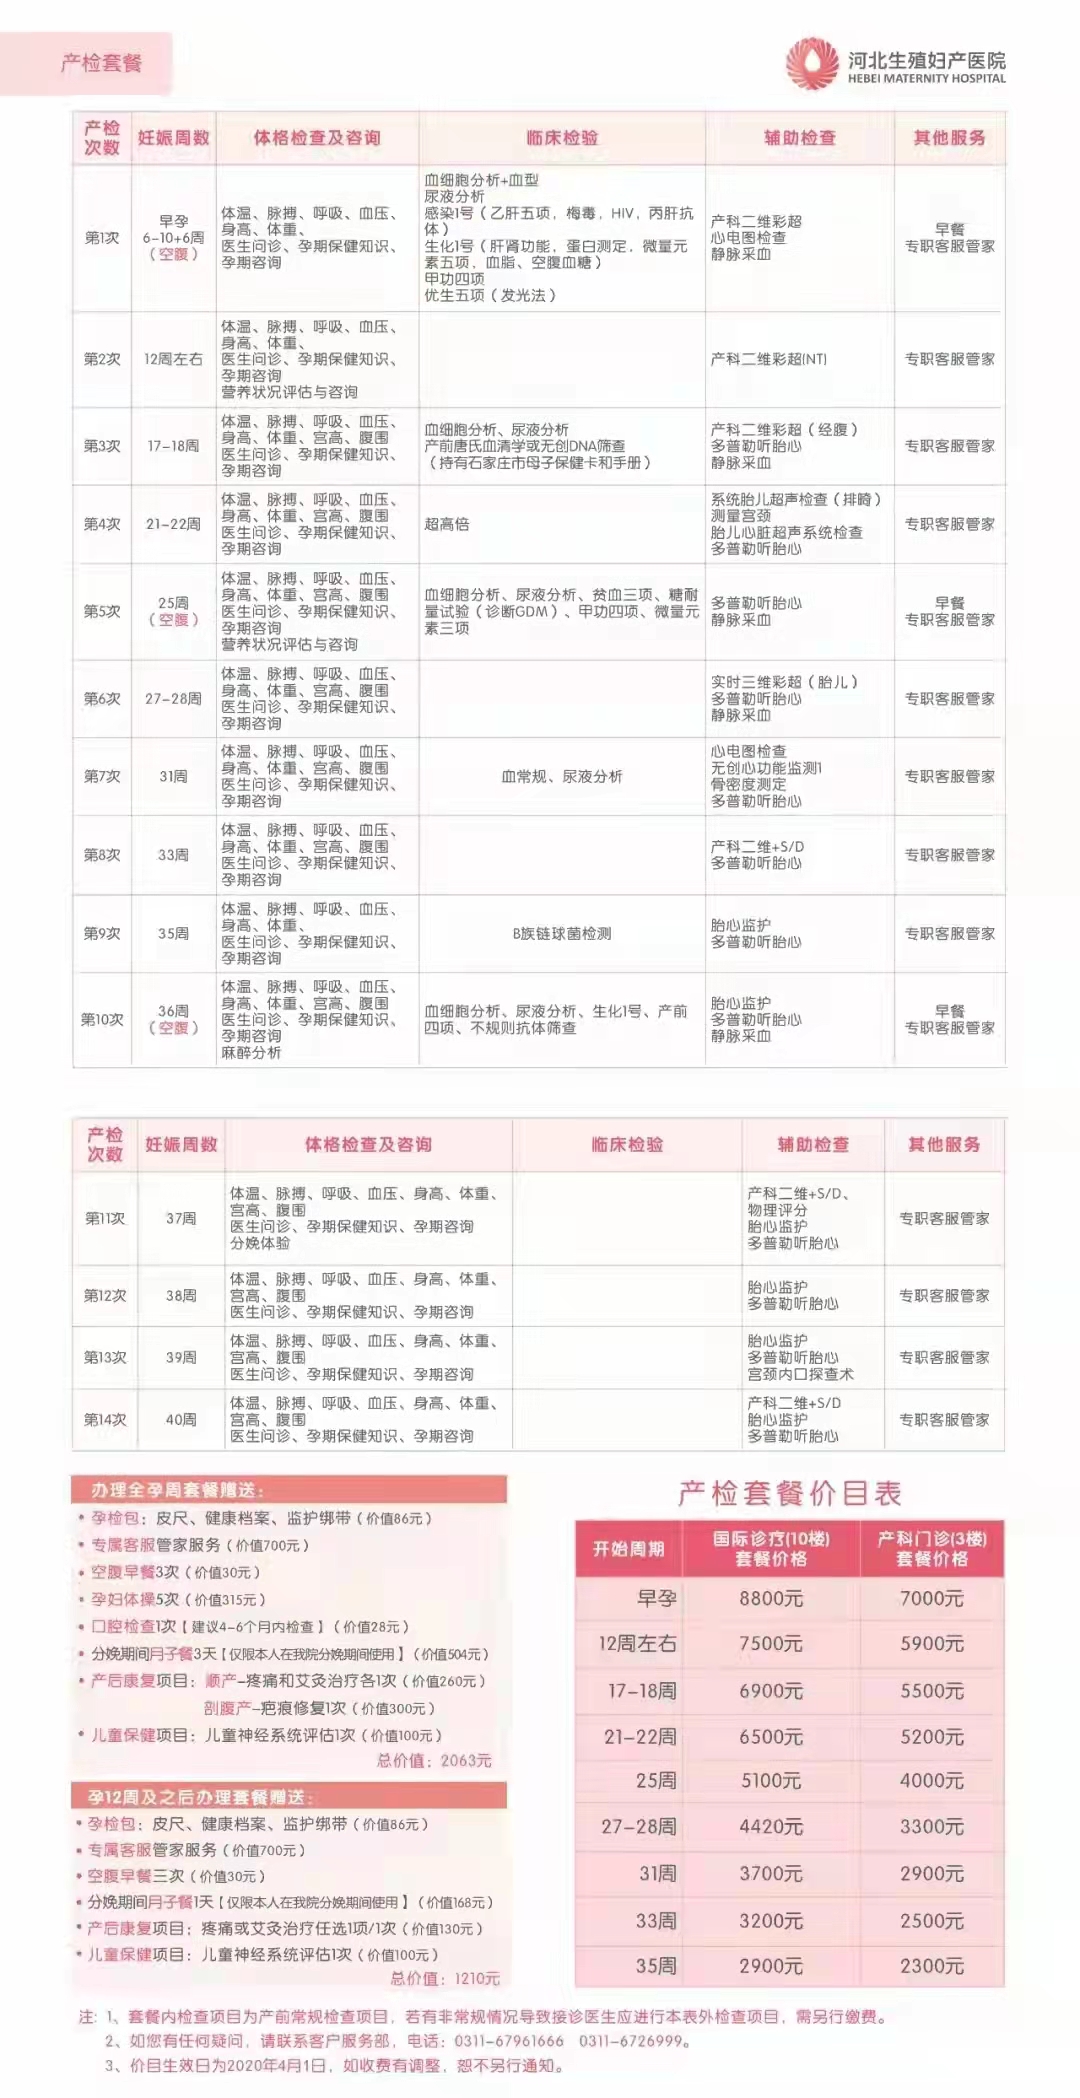 产检套餐
河北生殖妇产医院
HEBEI MATERNITY HOSPITAL
产检次数 妊娠周数 体格检查及咨询 临床检验 辅助检查 其他服务
第1次
早孕
6-10+6周
（空腹）
体温、脉搏、呼吸、血压、
身高、体重、
医生问诊、孕期保健知识、
孕期咨询
血细胞分析+血型
尿液分析
感染1号（乙肝五项，梅毒，HIV，丙肝抗
体）
生化1号（肝肾功能，蛋白测定，微量元
素五项，血脂、空腹血糖）
甲功四项
优生五项（发光法）
产科二维彩超
心电图检查
静脉采血
早餐
专职客服管家
第2次
12周左右
体温、脉搏、呼吸、血压、
身高、体重、
医生问诊、孕期保健知识、
孕期咨询
营养状况评估与咨询
产科二维彩超(NT)
专职客服管家
第3次
17-18周
体温、脉搏、呼吸、血压、
身高、体重、宫高、腹围
医生问诊、孕期保健知识、
孕期咨询
血细胞分析、尿液分析
产前唐氏血清学或无创DNA筛查
（持有石家庄市母子保健卡和手册）
产科二维彩超（经腹）
多普勒听胎心
静脉采血
专职客服管家
第4次
21-22周
体温、脉搏、呼吸、血压、
身高、体重、宫高、腹围
医生问诊、孕期保健知识、
孕期咨询
超高倍
系统胎儿超声检查（排畸）
测量宫颈
胎儿心脏超声系统检查
多普勒听胎心
专职客服管家
第5次
25周
（空腹）
体温、脉搏、呼吸、血压、
身高、体重、宫高、腹围
医生问诊、孕期保健知识、
孕期咨询
营养状况评估与咨询
血细胞分析、尿液分析、贫血三项、糖耐
量试验（诊断GDM）、甲功四项、微量元
素三项
多普勒听胎心
静脉采血
早餐
专职客服管家
第6次
27-28周
体温、脉搏、呼吸、血压、
身高、体重、宫高、腹围
医生问诊、孕期保健知识、
孕期咨询
实时三维彩超（胎儿）
多普勒听胎心
静脉采血
专职客服管家
第7次
31周
体温、脉搏、呼吸、血压、
身高、体重、宫高、腹围
医生问诊、孕期保健知识、
孕期咨询
血常规、尿液分析
心电图检查
无创心功能监测1
骨密度测定
多普勒听胎心
专职客服管家
第8次
33周
体温、脉搏、呼吸、血压、
身高、体重、宫高、腹围
医生问诊、孕期保健知识、
孕期咨询
产科二维+S/D
多普勒听胎心
专职客服管家
第9次
35周
体温、脉搏、呼吸、血压、
身高、体重、
医生问诊、孕期保健知识、
孕期咨询
B族链球菌检测
胎心监护
多普勒听胎心
专职客服管家
第10次
36周
（空腹）
体温、脉搏、呼吸、血压、
身高、体重、宫高、腹围
医生问诊、孕期保健知识、
孕期咨询
麻醉分析
血细胞分析、尿液分析、生化1号、产前
四项、不规则抗体筛查
胎心监护
多普勒听胎心
静脉采血
早餐
专职客服管家
产检次数 妊娠周数 体格检查及咨询 临床检验 辅助检查 其他服务
第11次
37周
体温、脉搏、呼吸、血压、身高、体重、
宫高、腹围
医生问诊、孕期保健知识、孕期咨询
分娩体验
产科二维+S/D、
物理评分
胎心监护
多普勒听胎心
专职客服管家
第12次
38周
体温、脉搏、呼吸、血压、身高、体重、
宫高、腹围
医生问诊、孕期保健知识、孕期咨询
胎心监护
多普勒听胎心
专职客服管家
第13次
39周
体温、脉搏、呼吸、血压、身高、体重、
宫高、腹围
医生问诊、孕期保健知识、孕期咨询
胎心监护
多普勒听胎心
宫颈内口探查术
专职客服管家
第14次
40周
体温、脉搏、呼吸、血压、身高、体重、
宫高、腹围
医生问诊、孕期保健知识、孕期咨询
产科二维+S/D
胎心监护
多普勒听胎心
专职客服管家
办理全孕周套餐赠送：
• 孕检包：皮尺、健康档案、监护绑带（价值86元）
• 专属客服管家服务（价值700元）
• 空腹早餐3次（价值30元）
• 孕妇体操5次（价值315元）
• 口腔检查1次【建议4-6个月内检查】（价值28元）
• 分娩期间月子餐3天【仅限本人在我院分娩期间使用】（价值504元）
• 产后康复项目：顺产-疼痛和艾灸治疗各1次（价值260元）
剖腹产-疤痕修复1次（价值300元）
• 儿童保健项目：儿童神经系统评估1次（价值100元）
总价值：2063元
孕12周及之后办理套餐赠送：
• 孕检包：皮尺、健康档案、监护绑带（价值86元）
• 专属客服管家服务（价值700元）
• 空腹早餐三次（价值30元）
• 分娩期间月子餐1天【仅限本人在我院分娩期间使用】（价值168元）
• 产后康复项目：疼痛或艾灸治疗任选1项/1次（价值130元）
• 儿童保健项目：儿童神经系统评估1次（价值100元）
总价值：1210元
产检套餐价目表
开始周期 国际诊疗(10楼)套餐价格 产科门诊(3楼)套餐价格
早孕 8800元 7000元
12周左右 7500元 5900元
17-18周 6900元 5500元
21-22周 6500元 5200元
25周 5100元 4000元
27-28周 4420元 3300元
31周 3700元 2900元
33周 3200元 2500元
35周 2900元 2300元
注: 1、套餐内检查项目为产前常规检查项目，若有非常规情况导致接诊医生应进行本表外检查项目，需另行缴费。
2、如您有任何疑问，请联系客户服务部，电话：0311-67961666 0311-6726999。
3、价目生效日为2020年4月1日，如收费有调整，恕不另行通知。